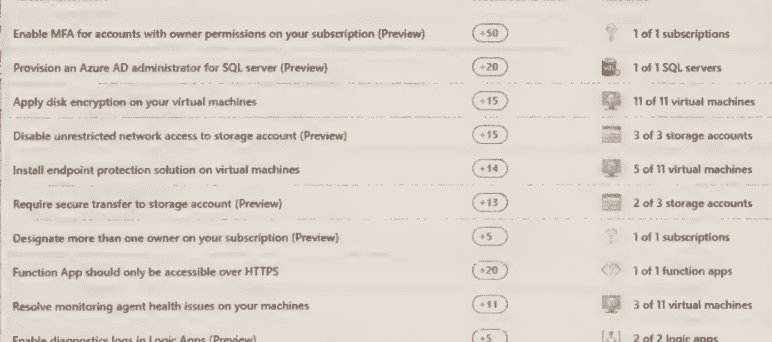 Enable MFA for accounts with owner permissions on your subscription (Preview) +50 1 of 1 subscriptions
Provision an Azure AD administrator for SQL server (Preview) +20 1 of 1 SQL servers
Apply disk encryption on your virtual machines +15 11 of 11 virtual machines
Disable unrestricted network access to storage account (Preview) +15 3 of 3 storage accounts
Install endpoint protection solution on virtual machines +14 5 of 11 virtual machines
Require secure transfer to storage account (Preview) +13 2 of 3 storage accounts
Designate more than one owner on your subscription (Preview) +5 1 of 1 subscriptions
Function App should only be accessible over HTTPS +20 1 of 1 function apps
Resolve monitoring agent health issues on your machines +11 3 of 11 virtual machines
Enable diagnostics logs in Logic Apps (Preview) +5 2 of 2 logic apps